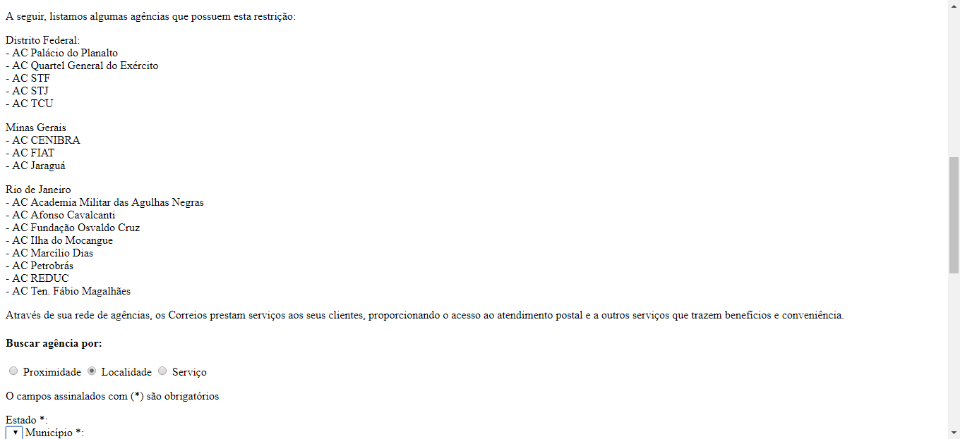 A seguir, listamos algumas agências que possuem esta restrição:
Distrito Federal:
- AC Palácio do Planalto
- AC Quartel General do Exército
- AC STF
- AC STJ
- AC TCU
Minas Gerais
- AC CENIBRA
- AC FIAT
- AC Jaraguá
Rio de Janeiro
- AC Academia Militar das Agulhas Negras
- AC Afonso Cavalcanti
- AC Fundação Osvaldo Cruz
- AC Ilha do Mocangue
- AC Marcílio Dias
- AC Petrobrás
- AC REDUC
- AC Ten. Fábio Magalhães
Através de sua rede de agências, os Correios prestam serviços aos seus clientes, proporcionando o acesso ao atendimento postal e a outros serviços que trazem benefícios e conveniência.
Buscar agência por:
Proximidade Localidade Serviço
O campos assinalados com (*) são obrigatórios
Estado *:
Município *: